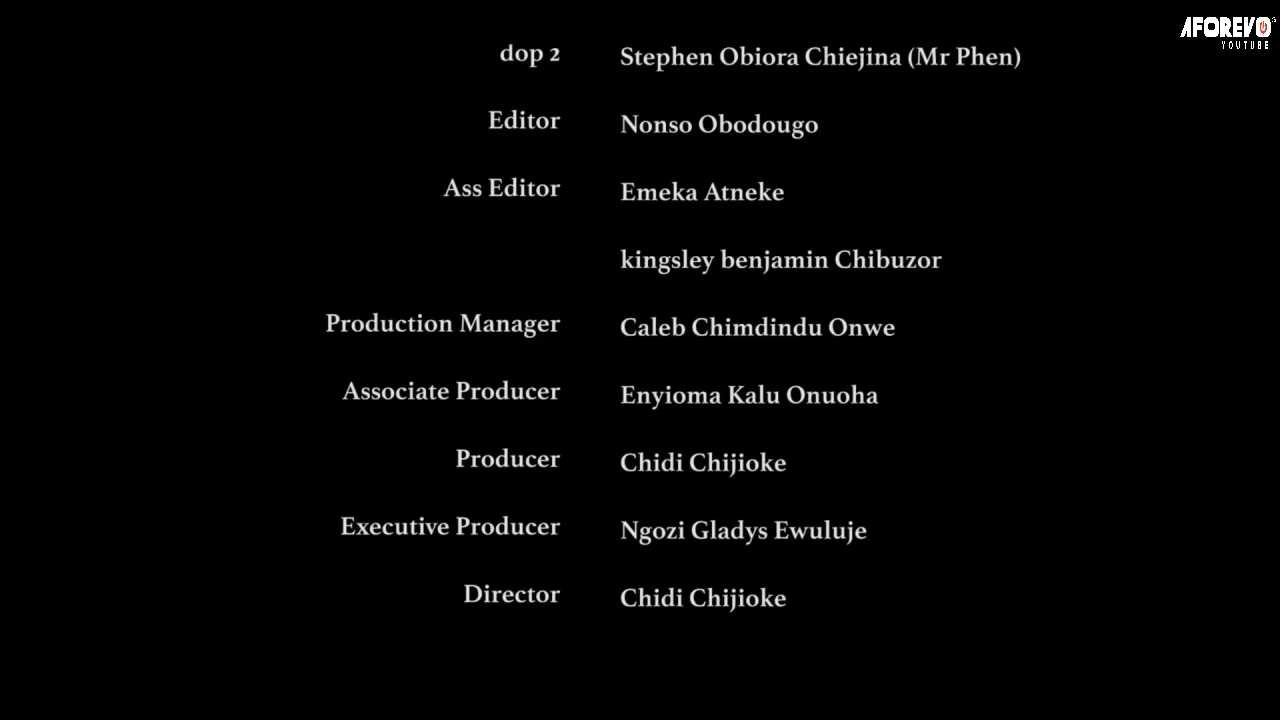 AFOREVO
YOUTUBE
dop 2 Stephen Obiora Chiejina (Mr Phen)
Editor Nonso Obodougo
Ass Editor Emeka Atneke
kingsley benjamin Chibuzor
Production Manager Caleb Chimdindu Onwe
Associate Producer Enyioma Kalu Onuoha
Producer Chidi Chijioke
Executive Producer Ngozi Gladys Ewuluje
Director Chidi Chijioke